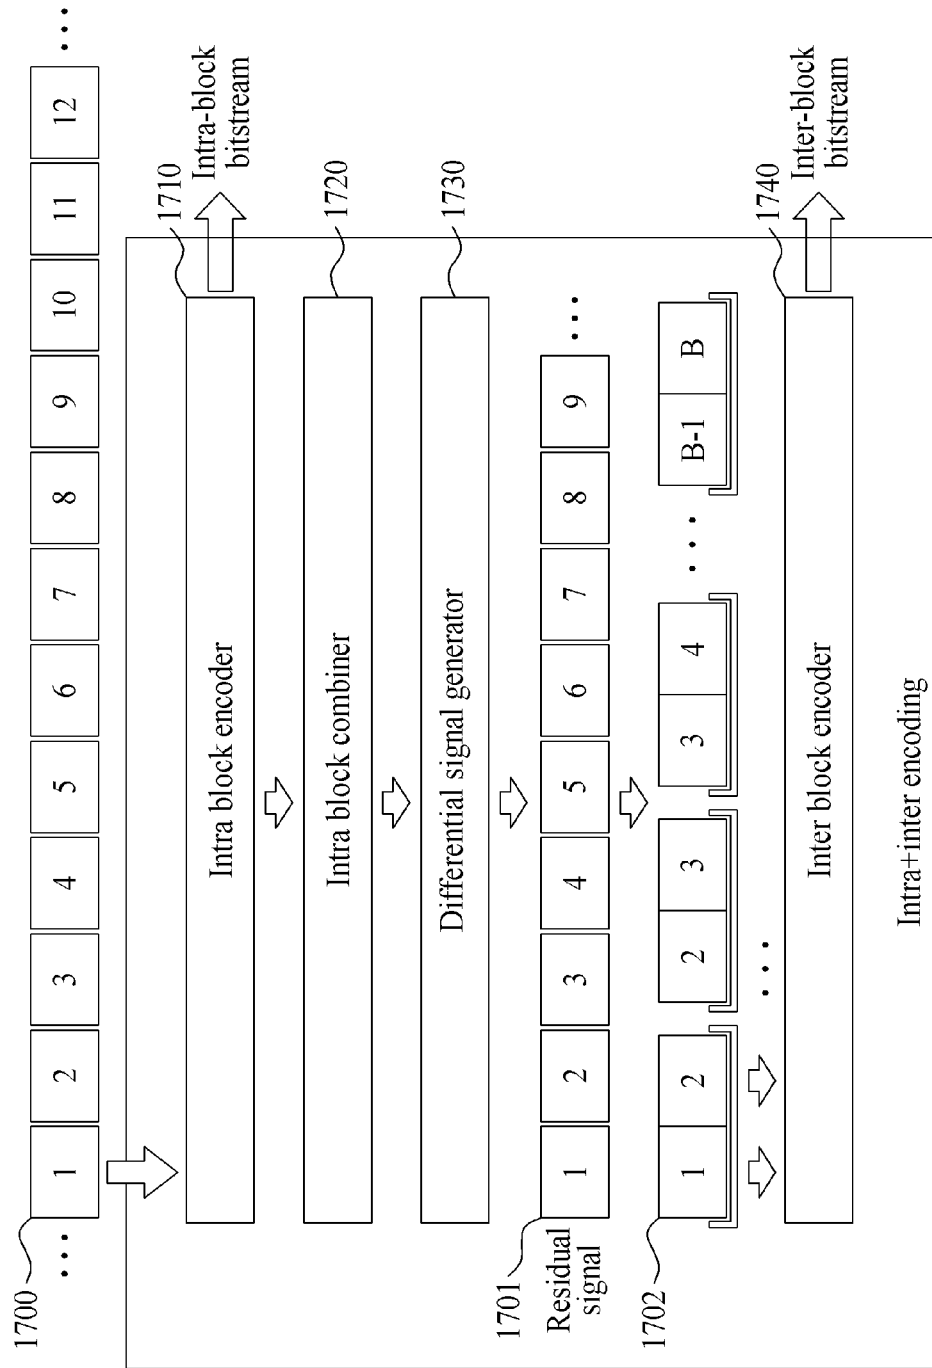 1700
... 1 2 3 4 5 6 7 8 9 10 11 12 ...
1710
Intra block encoder
Intra-block
bitstream
1720
Intra block combiner
1730
Differential signal generator
1701
Residual
signal
1 2 3 4 5 6 7 8 9 ...
1702
1 2 2 3 3 4 ... B-1 B
...
1740
Inter block encoder
Inter-block
bitstream
Intra+inter encoding